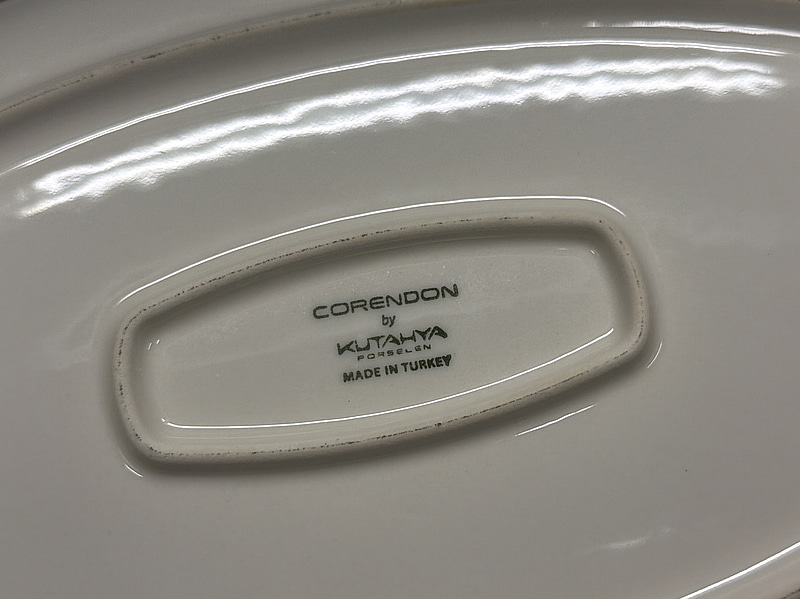 CORENDON
by
KUTAHYA
PORSELEN
MADE IN TURKEY